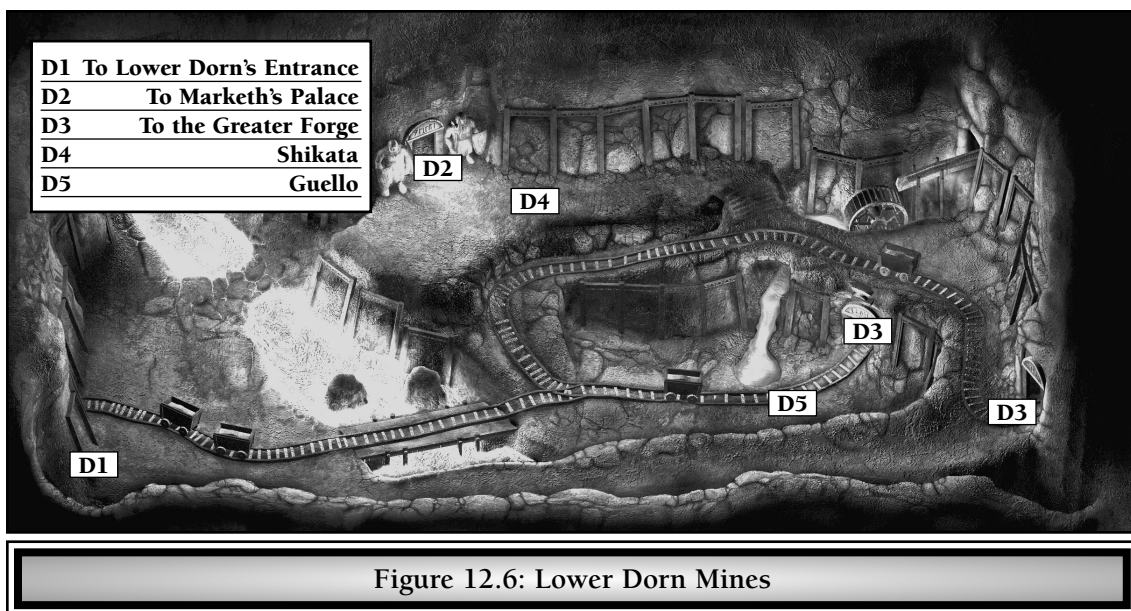 D1 To Lower Dorn's Entrance
D2 To Marketh's Palace
D3 To the Greater Forge
D4 Shikata
D5 Guello
D2
D4
D3
D5
D3
D1
Figure 12.6: Lower Dorn Mines